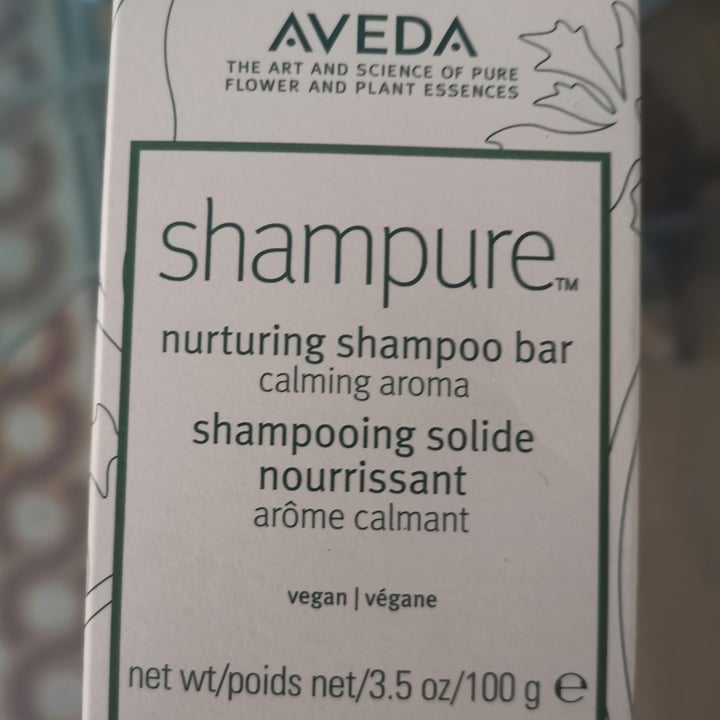 AVEDA
THE ART AND SCIENCE OF PURE
FLOWER AND PLANT ESSENCES
shampure™
nurturing shampoo bar
calming aroma
shampooing solide
nourrissant
arôme calmant
vegan | végane
net wt/poids net/3.5 oz/100 g ℮